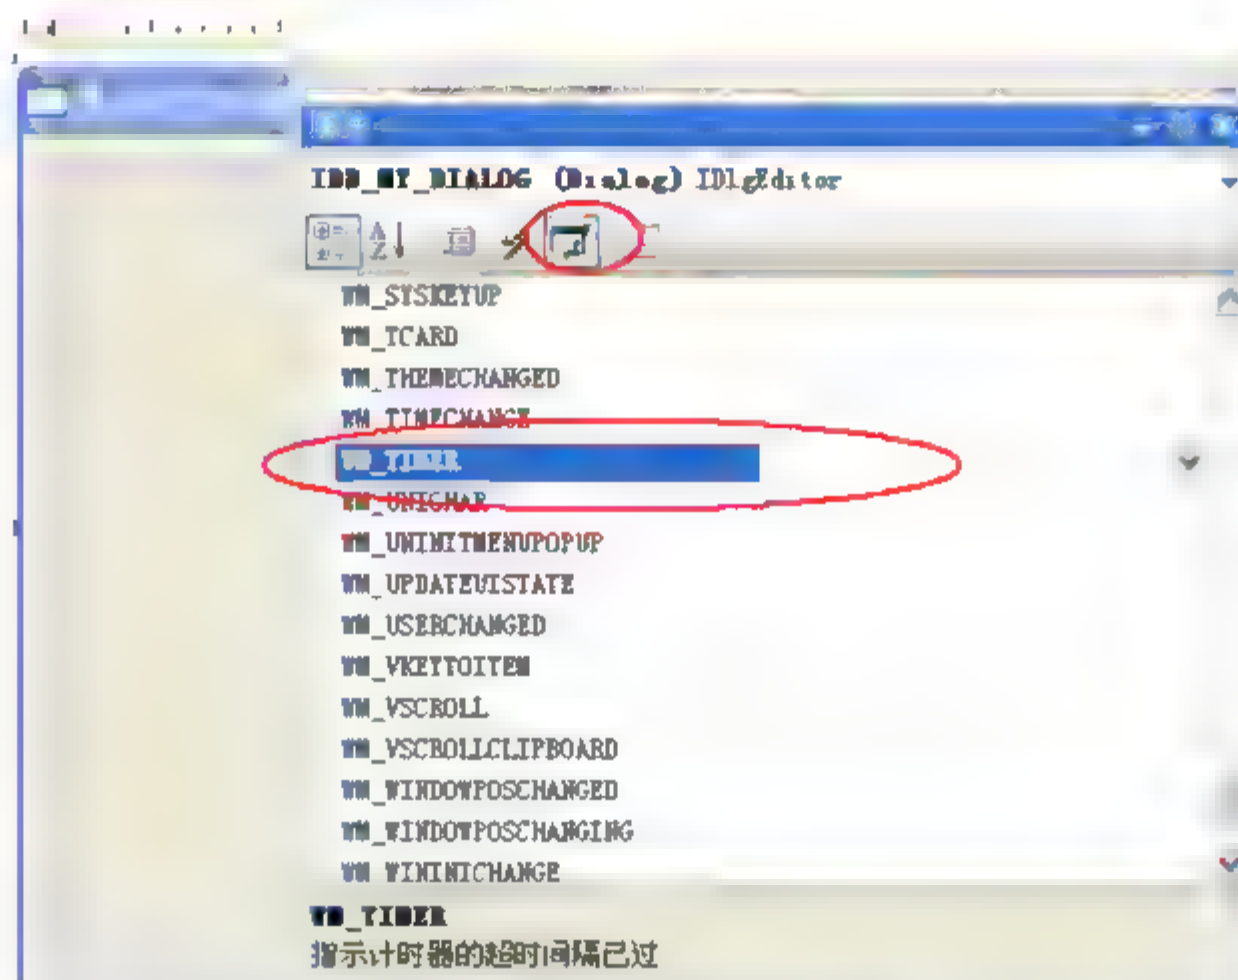 IDD_MY_DIALOG (Dialog) IDlgEditor
WM_SYSKEYUP
WM_TCARD
WM_THEMECHANGED
WM_TIMECHANGE
WM_TIMER
WM_UNICHAR
WM_UNINITMENUPOPUP
WM_UPDATEUISTATE
WM_USERCHANGED
WM_VKEYTOITEM
WM_VSCROLL
WM_VSCROLLCLIPBOARD
WM_WINDOWPOSCHANGED
WM_WINDOWPOSCHANGING
WM_WININICHANGE
WM_TIMER
指示计时器的超时间隔已过